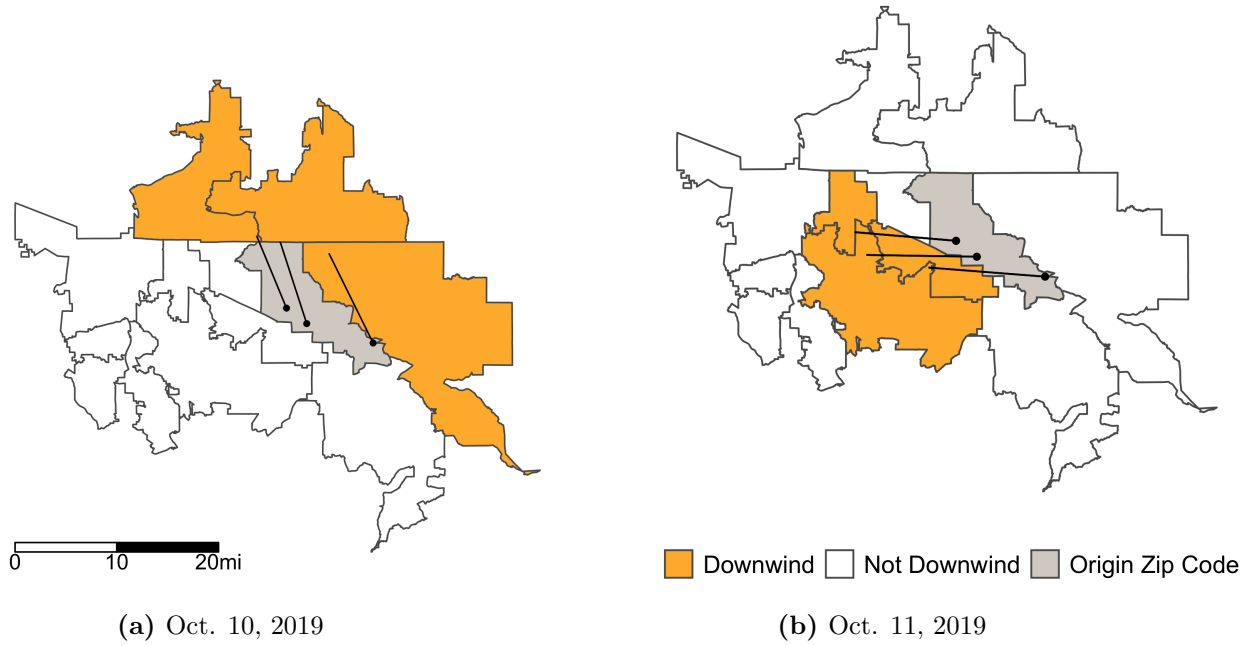 0 10 20mi
Downwind Not Downwind Origin Zip Code
(a) Oct. 10, 2019
(b) Oct. 11, 2019